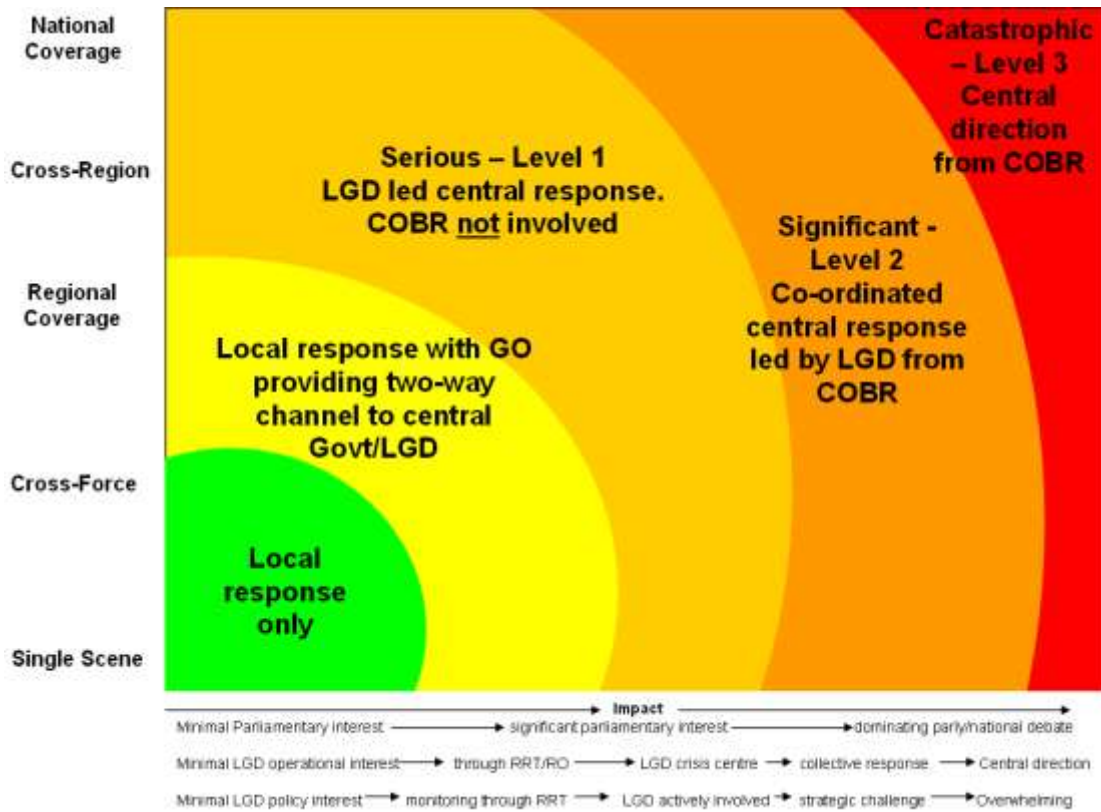 National
Coverage
Cross-Region
Regional
Coverage
Cross-Force
Single Scene
Catastrophic
– Level 3
Central
direction
from COBR
Serious – Level 1
LGD led central response.
COBR not involved
Significant -
Level 2
Co-ordinated
central response
led by LGD from
COBR
Local response with GO
providing two-way
channel to central
Govt/LGD
Local
response
only
Impact
Minimal Parliamentary interest significant parliamentary interest dominating party/national debate
Minimal LGD operational interest through RRT/RO LGD crisis centre collective response Central direction
Minimal LGD policy interest monitoring through RRT LGD actively involved strategic challenge Overwhelming